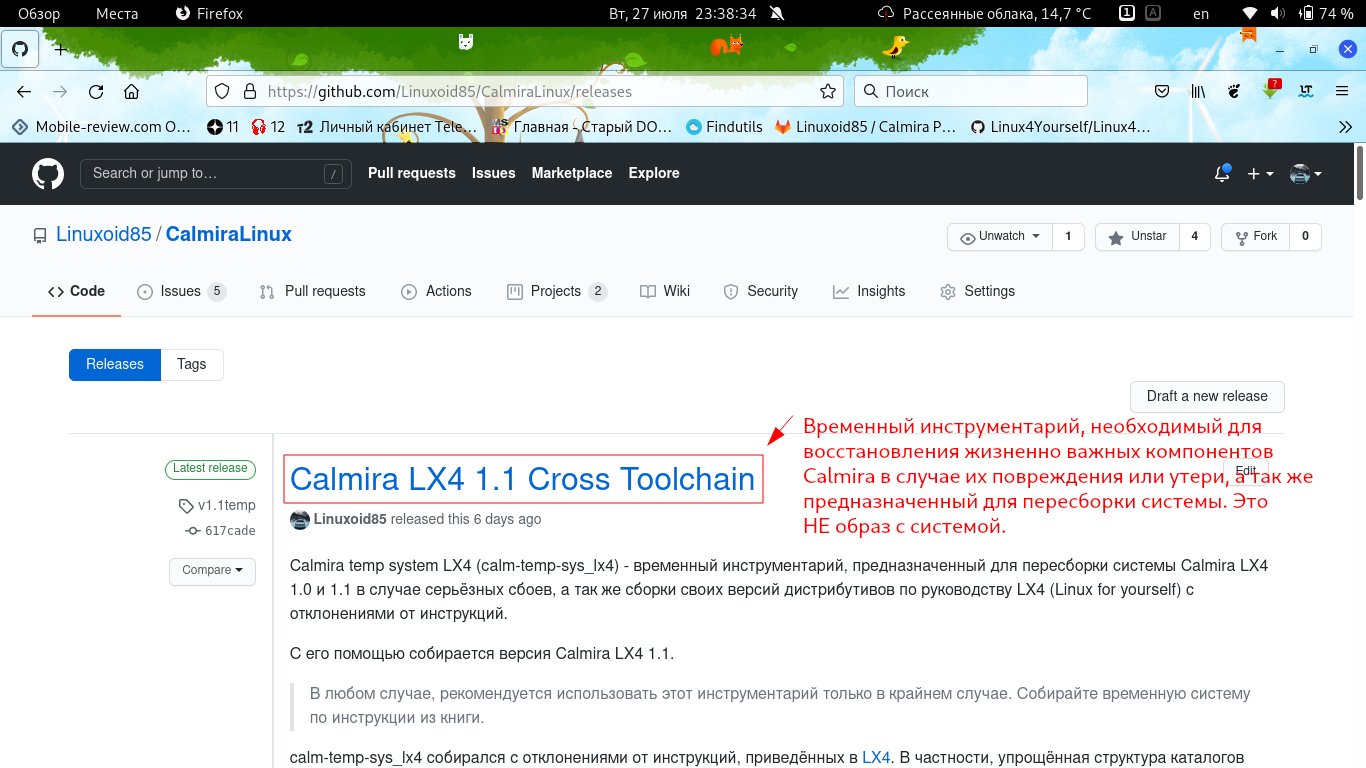 Обзор Места Firefox Вт, 27 июля 23:38:34 Рассеянные облака, 14,7 °C 1 A en 74 %
https://github.com/Linuxoid85/CalmiraLinux/releases Поиск
Mobile-review.com О… 11 12 т2 Личный кабинет Tele… Главная - Старый DO… Findutils Linuxoid85 / Calmira P… Linux4Yourself/Linux4…
Search or jump to… / Pull requests Issues Marketplace Explore
Linuxoid85 / CalmiraLinux Unwatch 1 Unstar 4 Fork 0
Code Issues 5 Pull requests Actions Projects 2 Wiki Security Insights Settings
Releases Tags
Draft a new release
Временный инструментарий, необходимый для
восстановления жизненно важных компонентов
Calmira в случае их повреждения или утери, а так же
предназначенный для пересборки системы. Это
НЕ образ с системой.
Edit
Latest release
v1.1temp
617cade
Compare
Calmira LX4 1.1 Cross Toolchain
Linuxoid85 released this 6 days ago
Calmira temp system LX4 (calm-temp-sys_lx4) - временный инструментарий, предназначенный для пересборки системы Calmira LX4
1.0 и 1.1 в случае серьёзных сбоев, а так же сборки своих версий дистрибутивов по руководству LX4 (Linux for yourself) с
отклонениями от инструкций.
С его помощью собирается версия Calmira LX4 1.1.
В любом случае, рекомендуется использовать этот инструментарий только в крайнем случае. Собирайте временную систему
по инструкции из книги.
calm-temp-sys_lx4 собирался с отклонениями от инструкций, приведённых в LX4. В частности, упрощённая структура каталогов